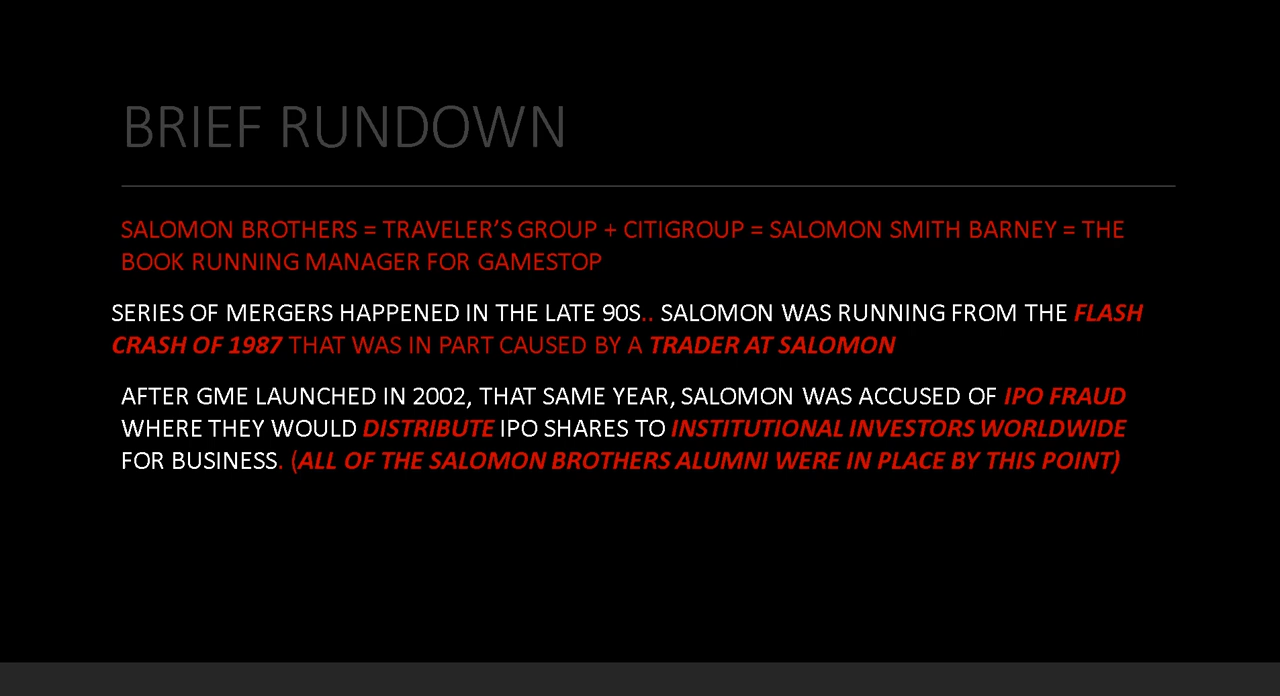 BRIEF RUNDOWN
SALOMON BROTHERS = TRAVELER’S GROUP + CITIGROUP = SALOMON SMITH BARNEY = THE
BOOK RUNNING MANAGER FOR GAMESTOP
SERIES OF MERGERS HAPPENED IN THE LATE 90S.. SALOMON WAS RUNNING FROM THE FLASH
CRASH OF 1987 THAT WAS IN PART CAUSED BY A TRADER AT SALOMON
AFTER GME LAUNCHED IN 2002, THAT SAME YEAR, SALOMON WAS ACCUSED OF IPO FRAUD
WHERE THEY WOULD DISTRIBUTE IPO SHARES TO INSTITUTIONAL INVESTORS WORLDWIDE
FOR BUSINESS. (ALL OF THE SALOMON BROTHERS ALUMNI WERE IN PLACE BY THIS POINT)